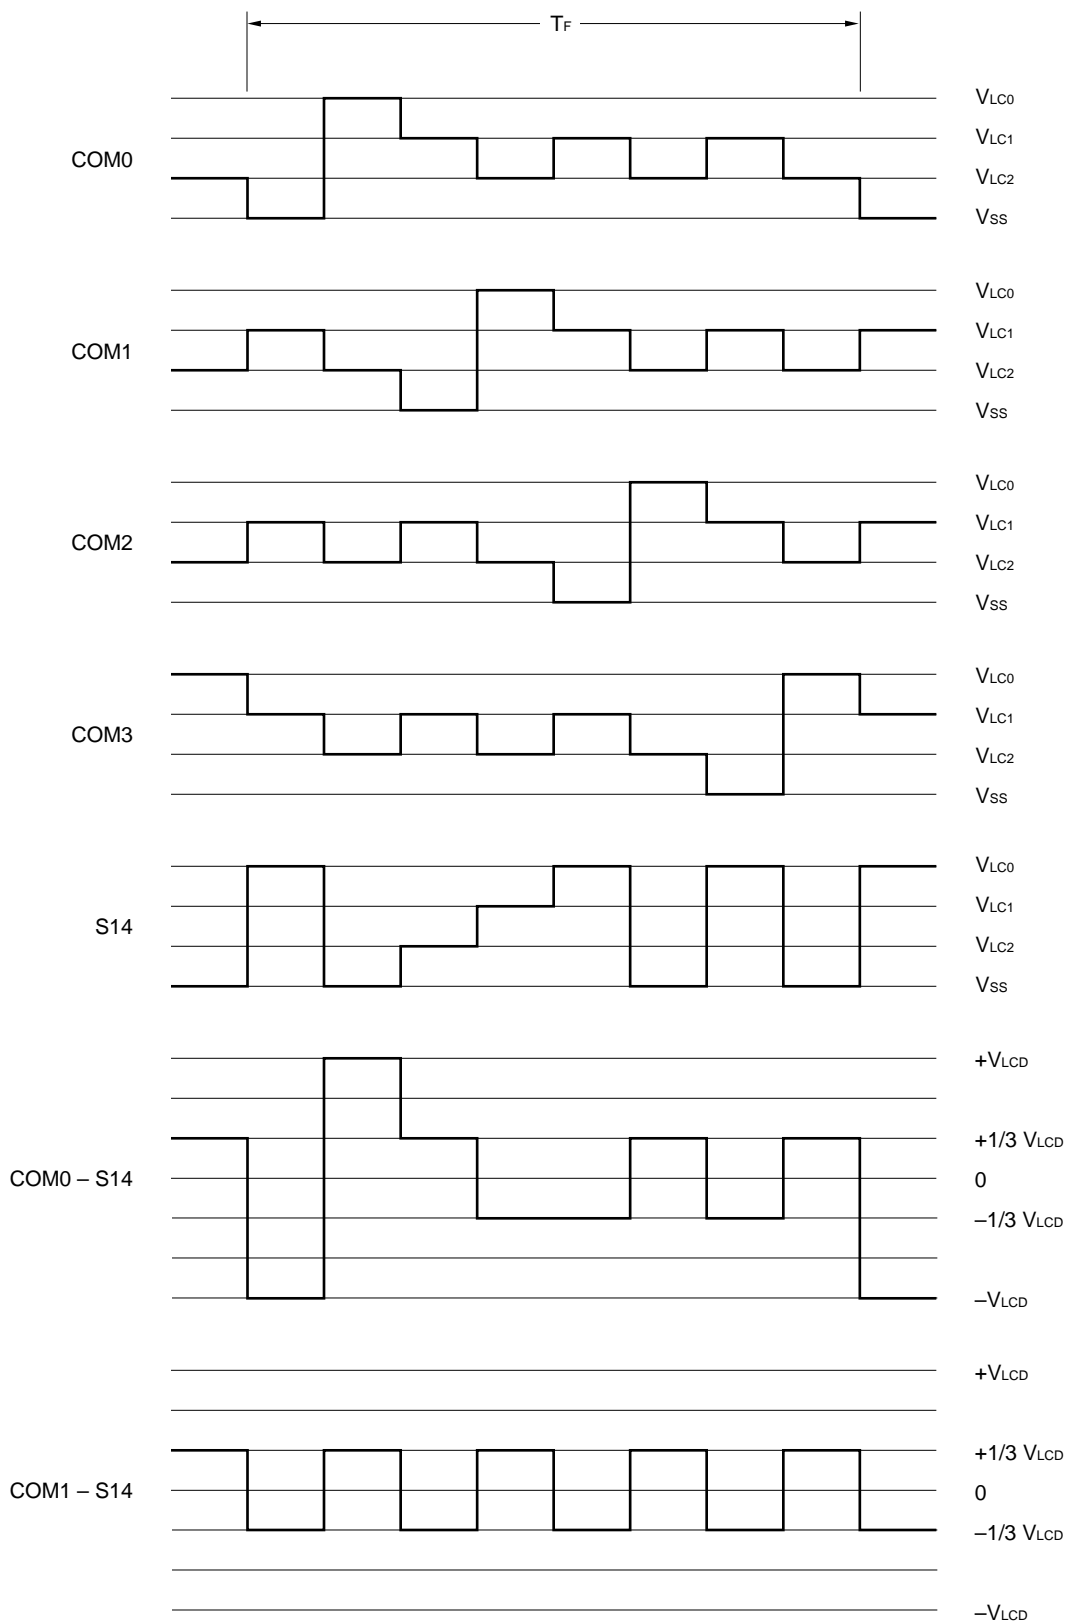 TF
COM0
VLC0
VLC1
VLC2
VSS
COM1
VLC0
VLC1
VLC2
VSS
COM2
VLC0
VLC1
VLC2
VSS
COM3
VLC0
VLC1
VLC2
VSS
S14
VLC0
VLC1
VLC2
VSS
COM0 – S14
+VLCD
+1/3 VLCD
0
–1/3 VLCD
–VLCD
COM1 – S14
+VLCD
+1/3 VLCD
0
–1/3 VLCD
–VLCD